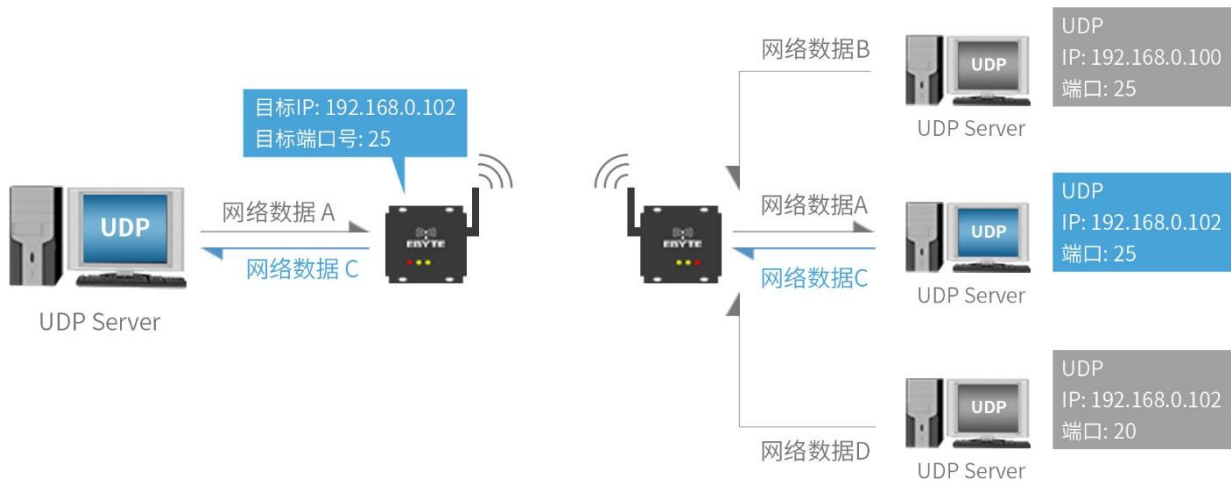 目标IP: 192.168.0.102
目标端口号: 25
UDP
UDP Server
网络数据 A
网络数据 C
EBYTE
EBYTE
网络数据B
网络数据A
网络数据C
网络数据D
UDP
UDP Server
UDP
IP: 192.168.0.100
端口: 25
UDP
UDP Server
UDP
IP: 192.168.0.102
端口: 25
UDP
UDP Server
UDP
IP: 192.168.0.102
端口: 20